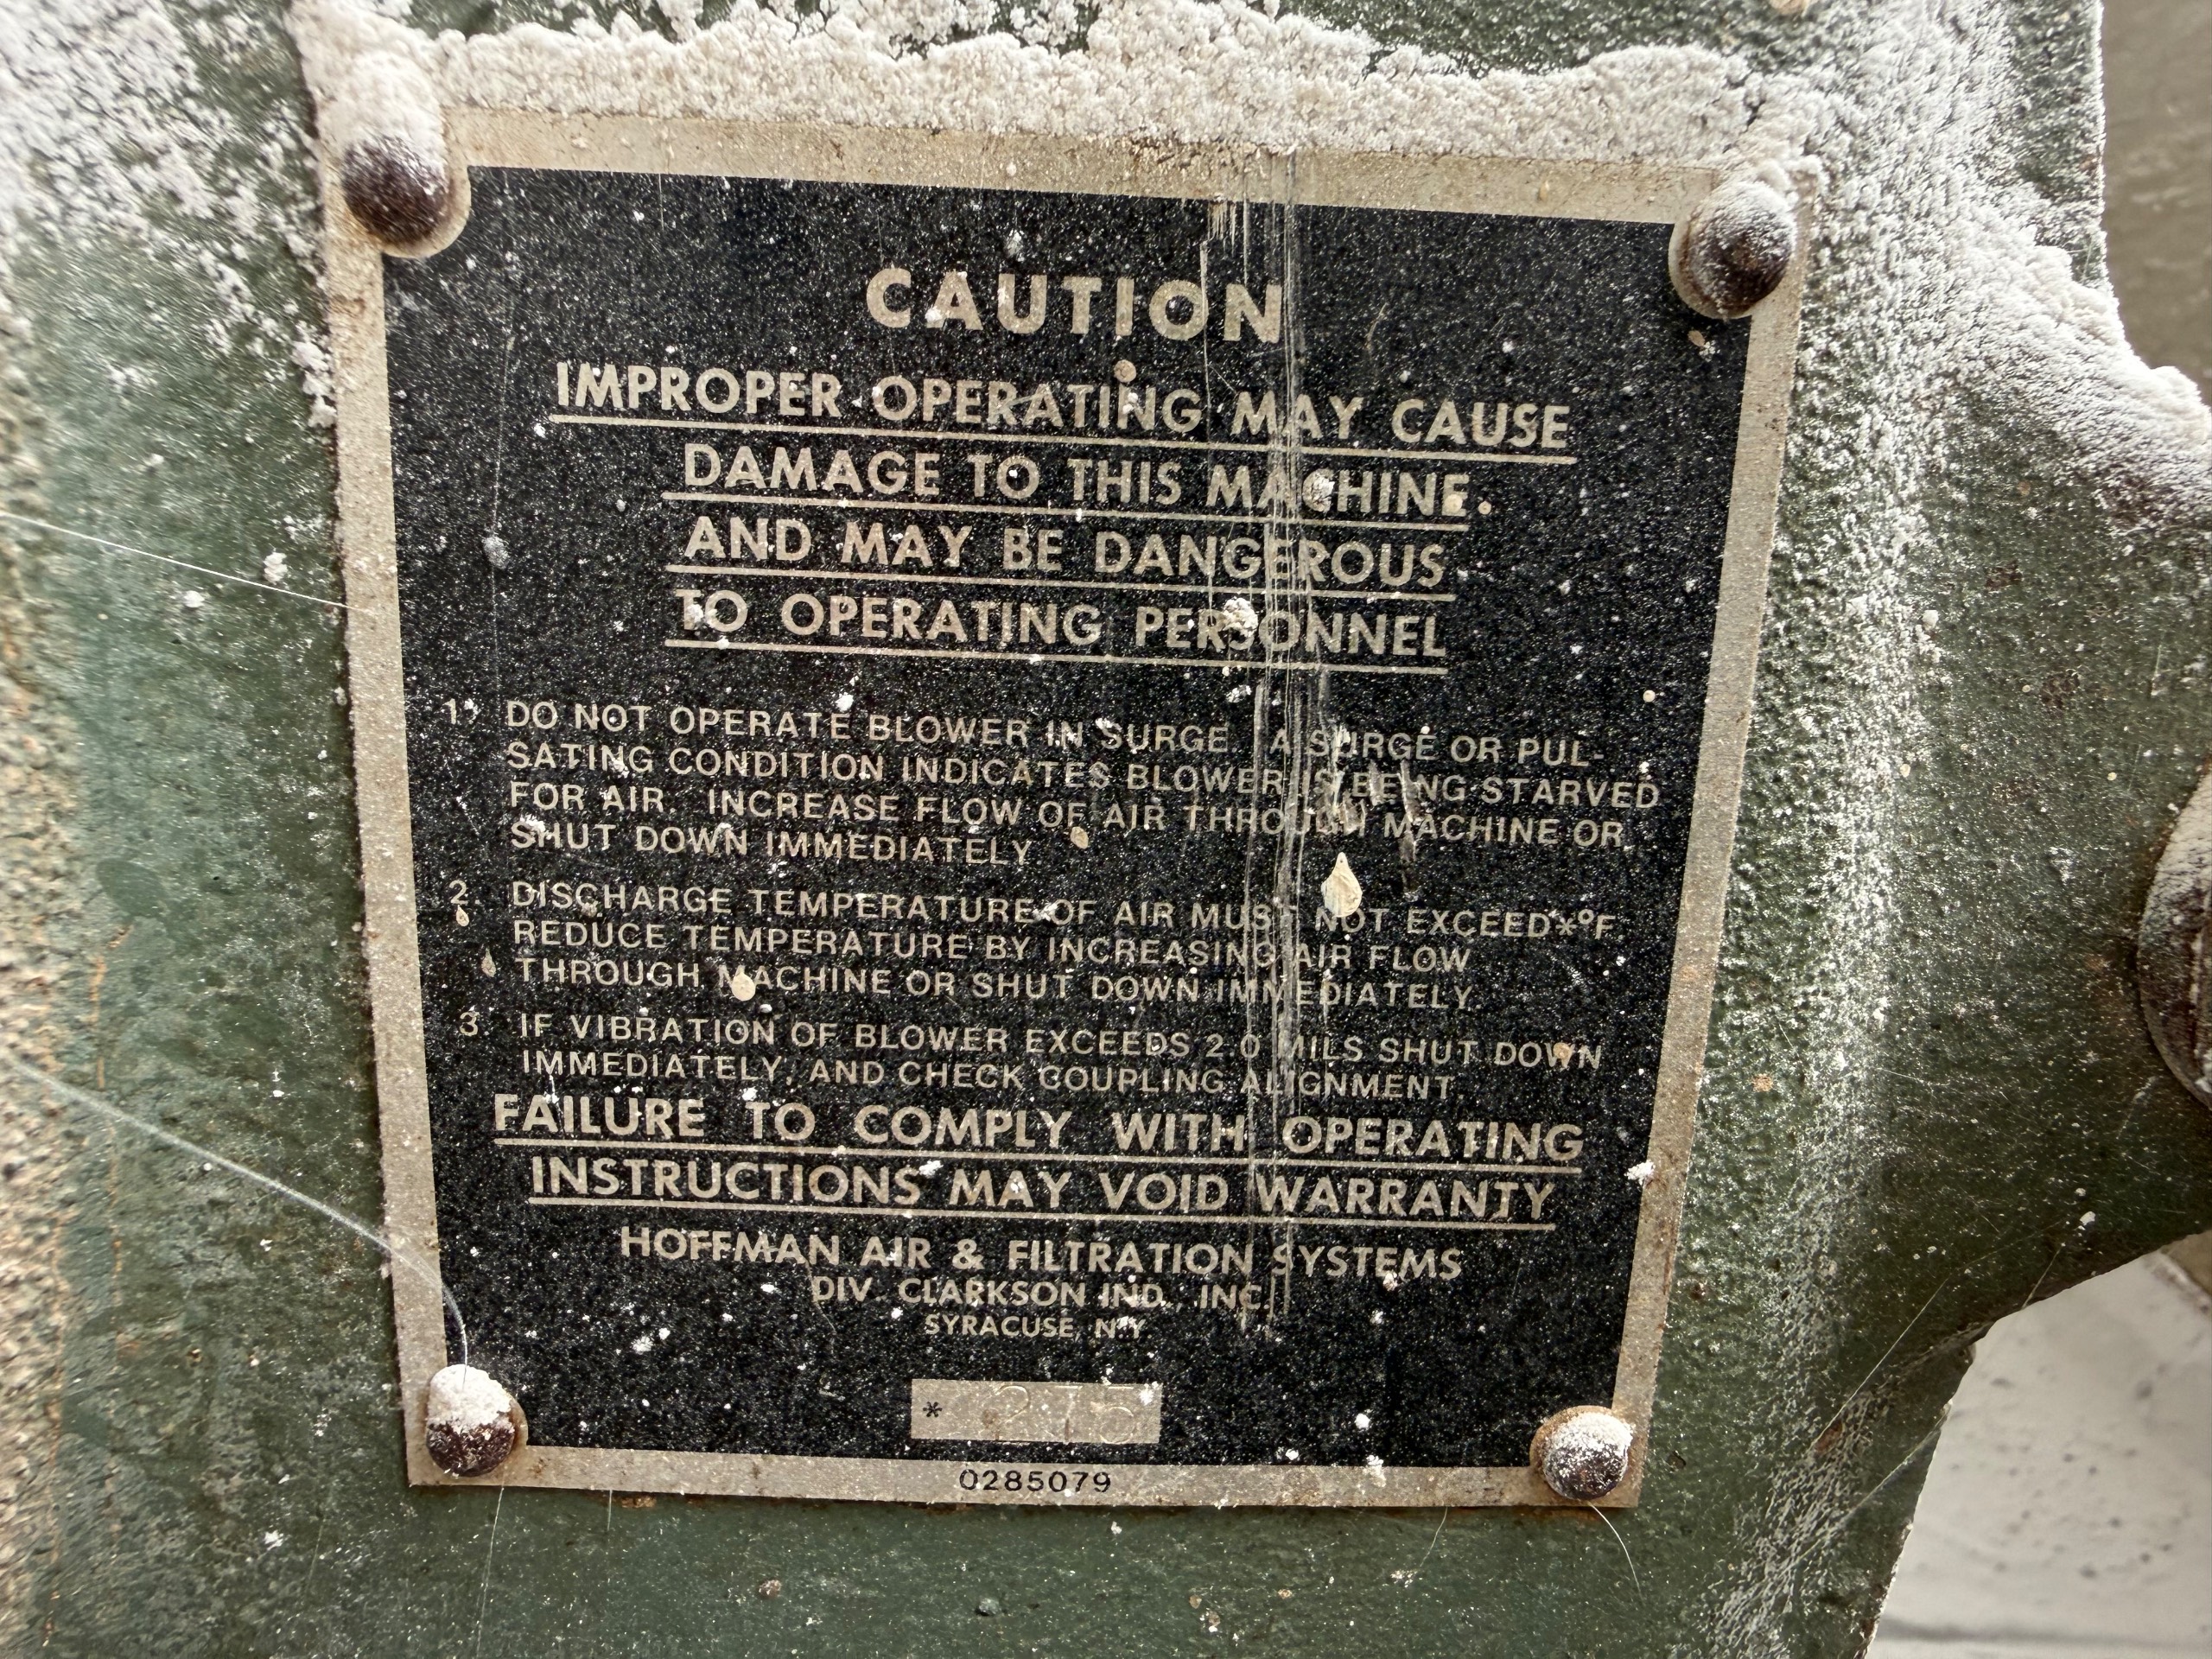 CAUTION
IMPROPER OPERATING MAY CAUSE
DAMAGE TO THIS MACHINE.
AND MAY BE DANGEROUS
TO OPERATING PERSONNEL
1. DO NOT OPERATE BLOWER IN SURGE. A SURGE OR PUL-
SATING CONDITION INDICATES BLOWER IS BEING STARVED
FOR AIR. INCREASE FLOW OF AIR THROUGH MACHINE OR
SHUT DOWN IMMEDIATELY.
2. DISCHARGE TEMPERATURE OF AIR MUST NOT EXCEED*°F
REDUCE TEMPERATURE BY INCREASING AIR FLOW
THROUGH MACHINE OR SHUT DOWN IMMEDIATELY.
3. IF VIBRATION OF BLOWER EXCEEDS 2.0 MILS SHUT DOWN
IMMEDIATELY, AND CHECK COUPLING ALIGNMENT.
FAILURE TO COMPLY WITH OPERATING
INSTRUCTIONS MAY VOID WARRANTY
HOFFMAN AIR & FILTRATION SYSTEMS
DIV. CLARKSON IND., INC.
SYRACUSE, N.Y.
*
0285079